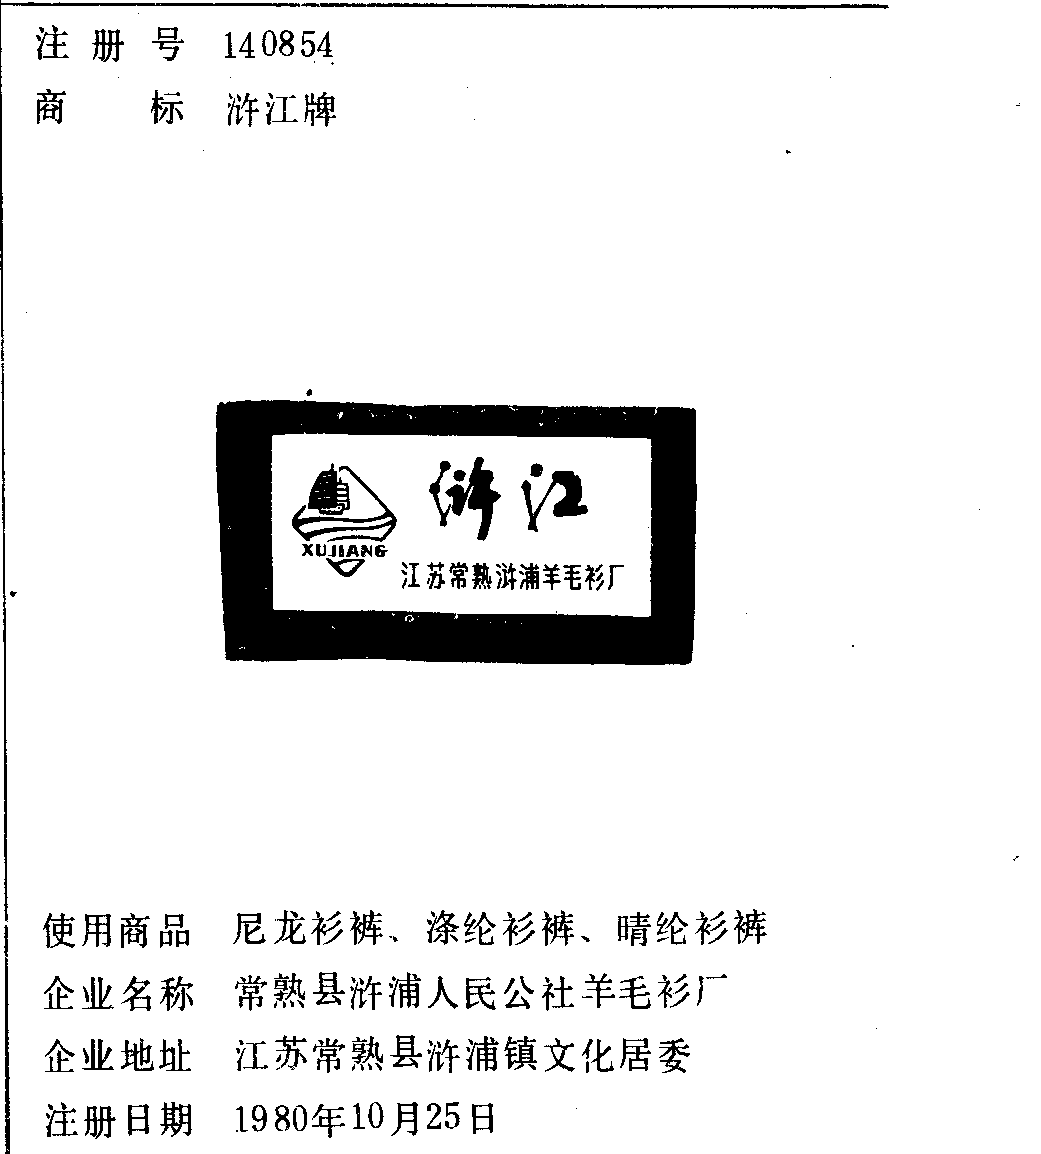 注册号 140854
商标 浒江牌
浒江
XUJIANG
江苏常熟浒浦羊毛衫厂
使用商品 尼龙衫裤、涤纶衫裤、晴纶衫裤
企业名称 常熟县浒浦人民公社羊毛衫厂
企业地址 江苏常熟县浒浦镇文化居委
注册日期 1980年10月25日